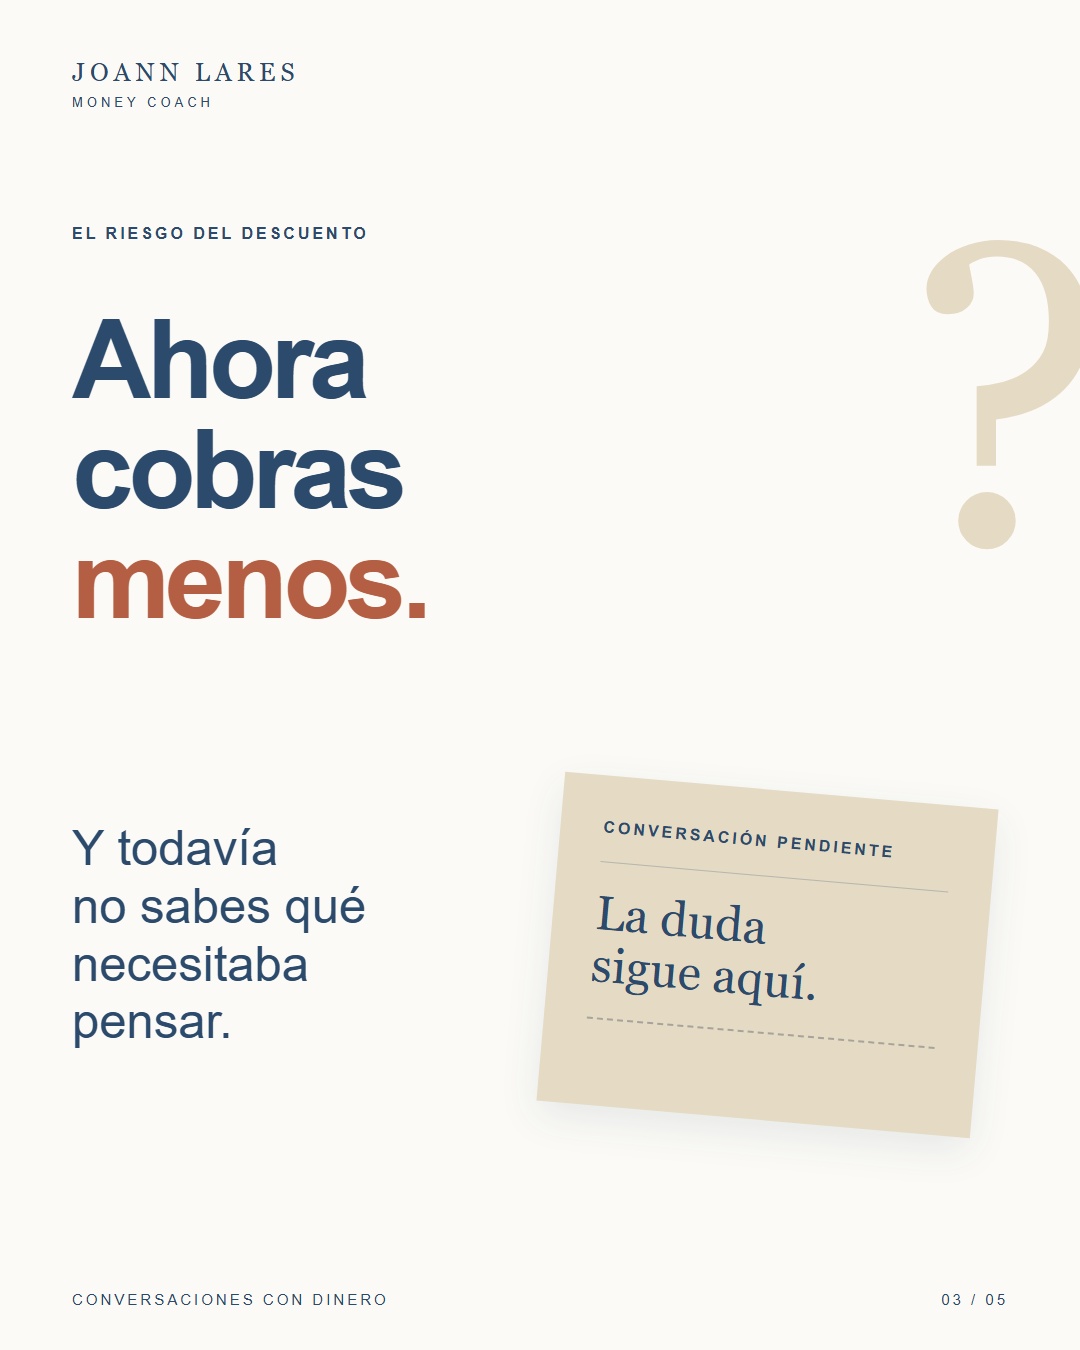 JOANN LARES
MONEY COACH
EL RIESGO DEL DESCUENTO
Ahora
cobras
menos.
?
Y todavía
no sabes qué
necesitaba
pensar.
CONVERSACIÓN PENDIENTE
La duda
sigue aquí.
CONVERSACIONES CON DINERO
03 / 05